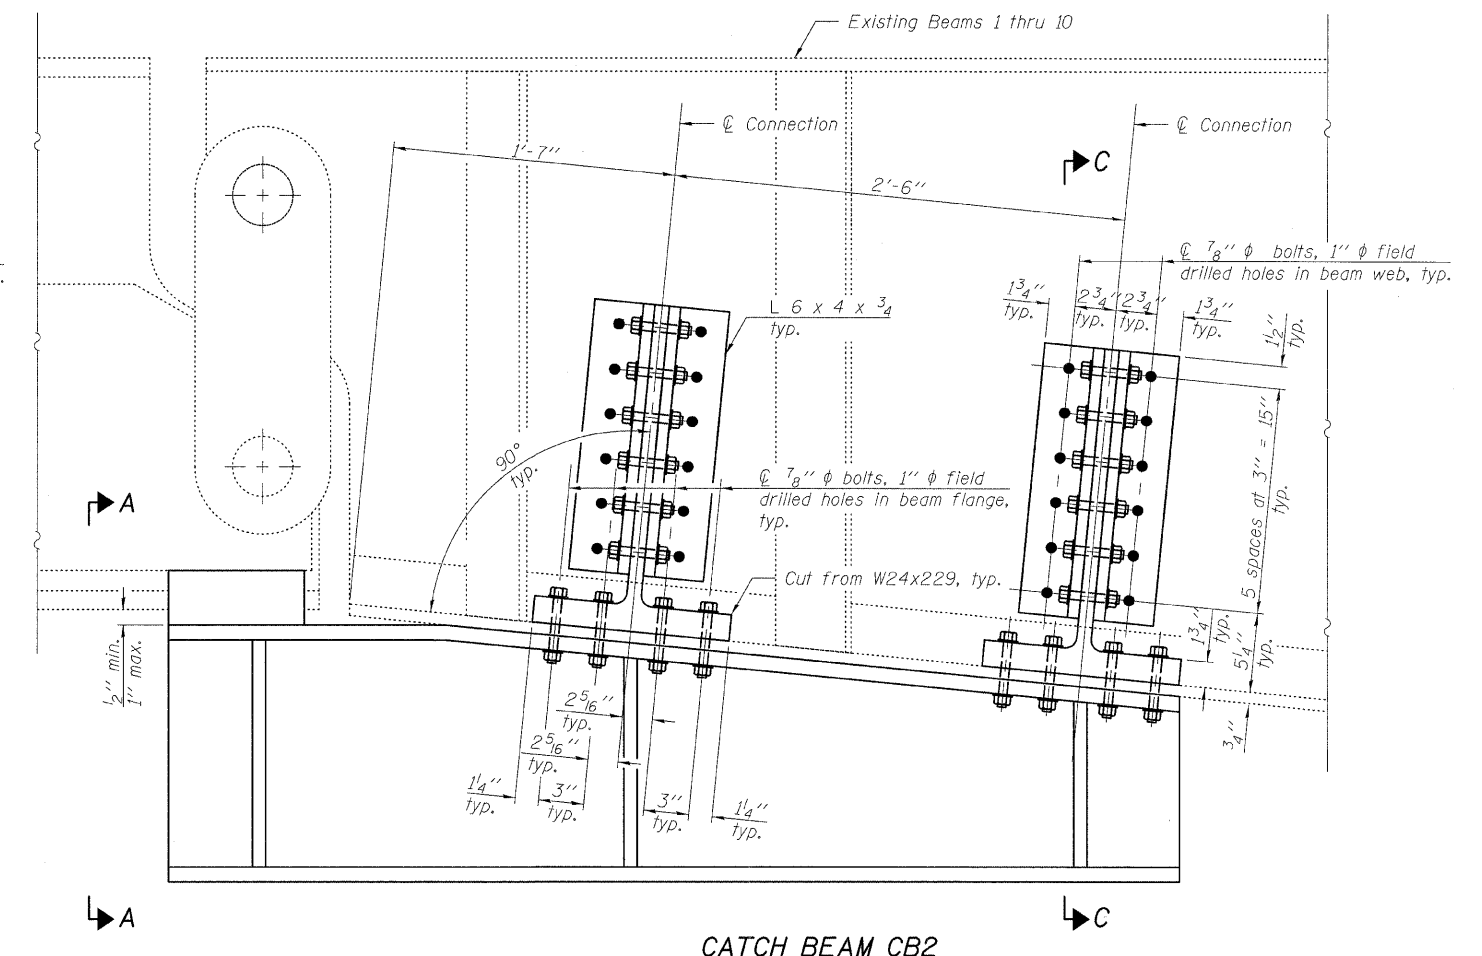 Existing Beams 1 thru 10
℄ Connection
℄ Connection
1'-7"
C
2'-6"
℄ 7/8" ϕ bolts, 1" ϕ field
drilled holes in beam web, typ.
L 6 x 4 x 3/4
typ.
1 3/4"
typ.
2 3/4"
typ.
2 3/4"
typ.
1 3/4"
typ.
1 1/2"
typ.
5 spaces at 3" = 15"
typ.
90°
typ.
℄ 7/8" ϕ bolts, 1" ϕ field
drilled holes in beam flange,
typ.
A
Cut from W24x229, typ.
1/2" min.
1" max.
1 3/4"
typ.
5 1/4"
typ.
3/4"
2 5/16"
typ.
2 5/16"
typ.
1 1/4"
typ.
3"
typ.
3"
typ.
1 1/4"
typ.
A
C
CATCH BEAM CB2